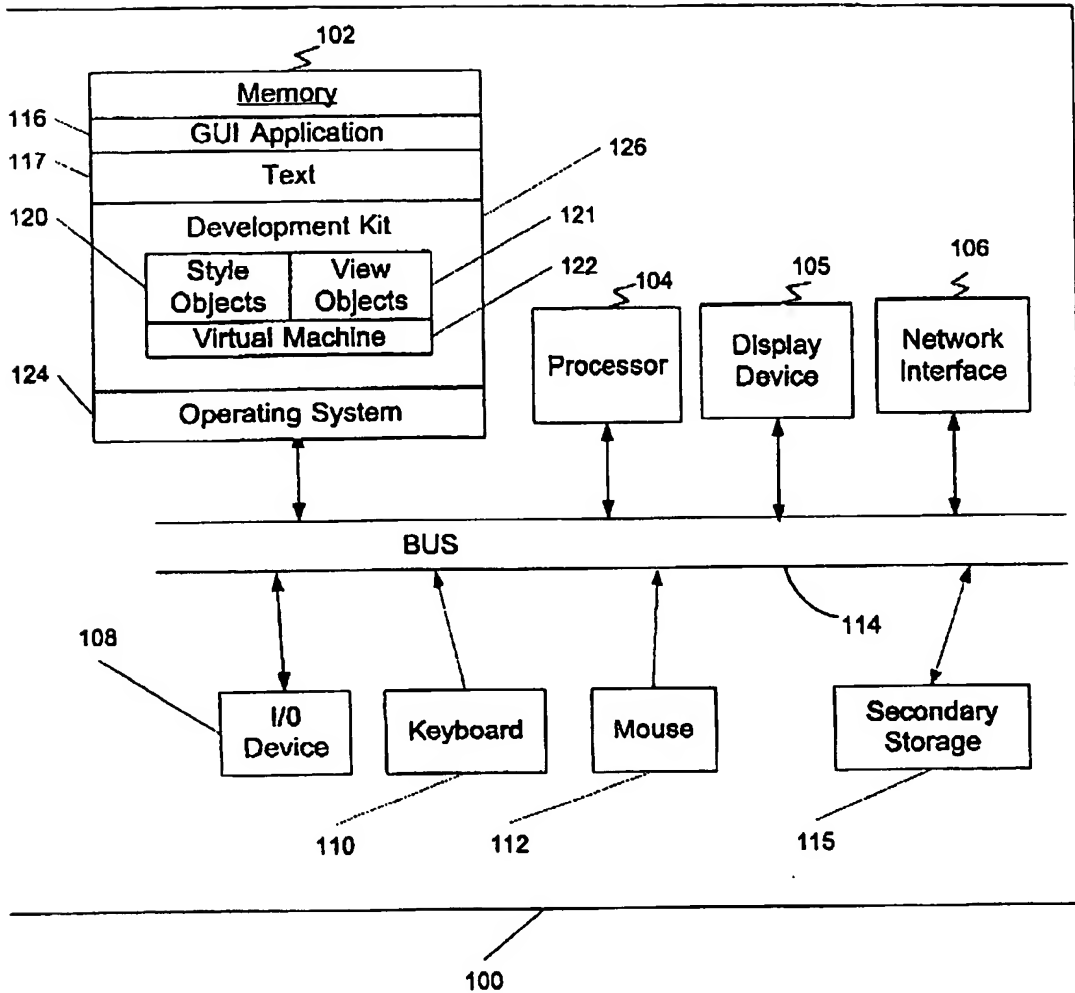 102
Memory
116
GUI Application
117
Text
126
Development Kit
120
121
Style
Objects
View
Objects
122
Virtual Machine
124
Operating System
104
Processor
105
Display
Device
106
Network
Interface
BUS
114
108
I/0
Device
Keyboard
Mouse
Secondary
Storage
110
112
115
100